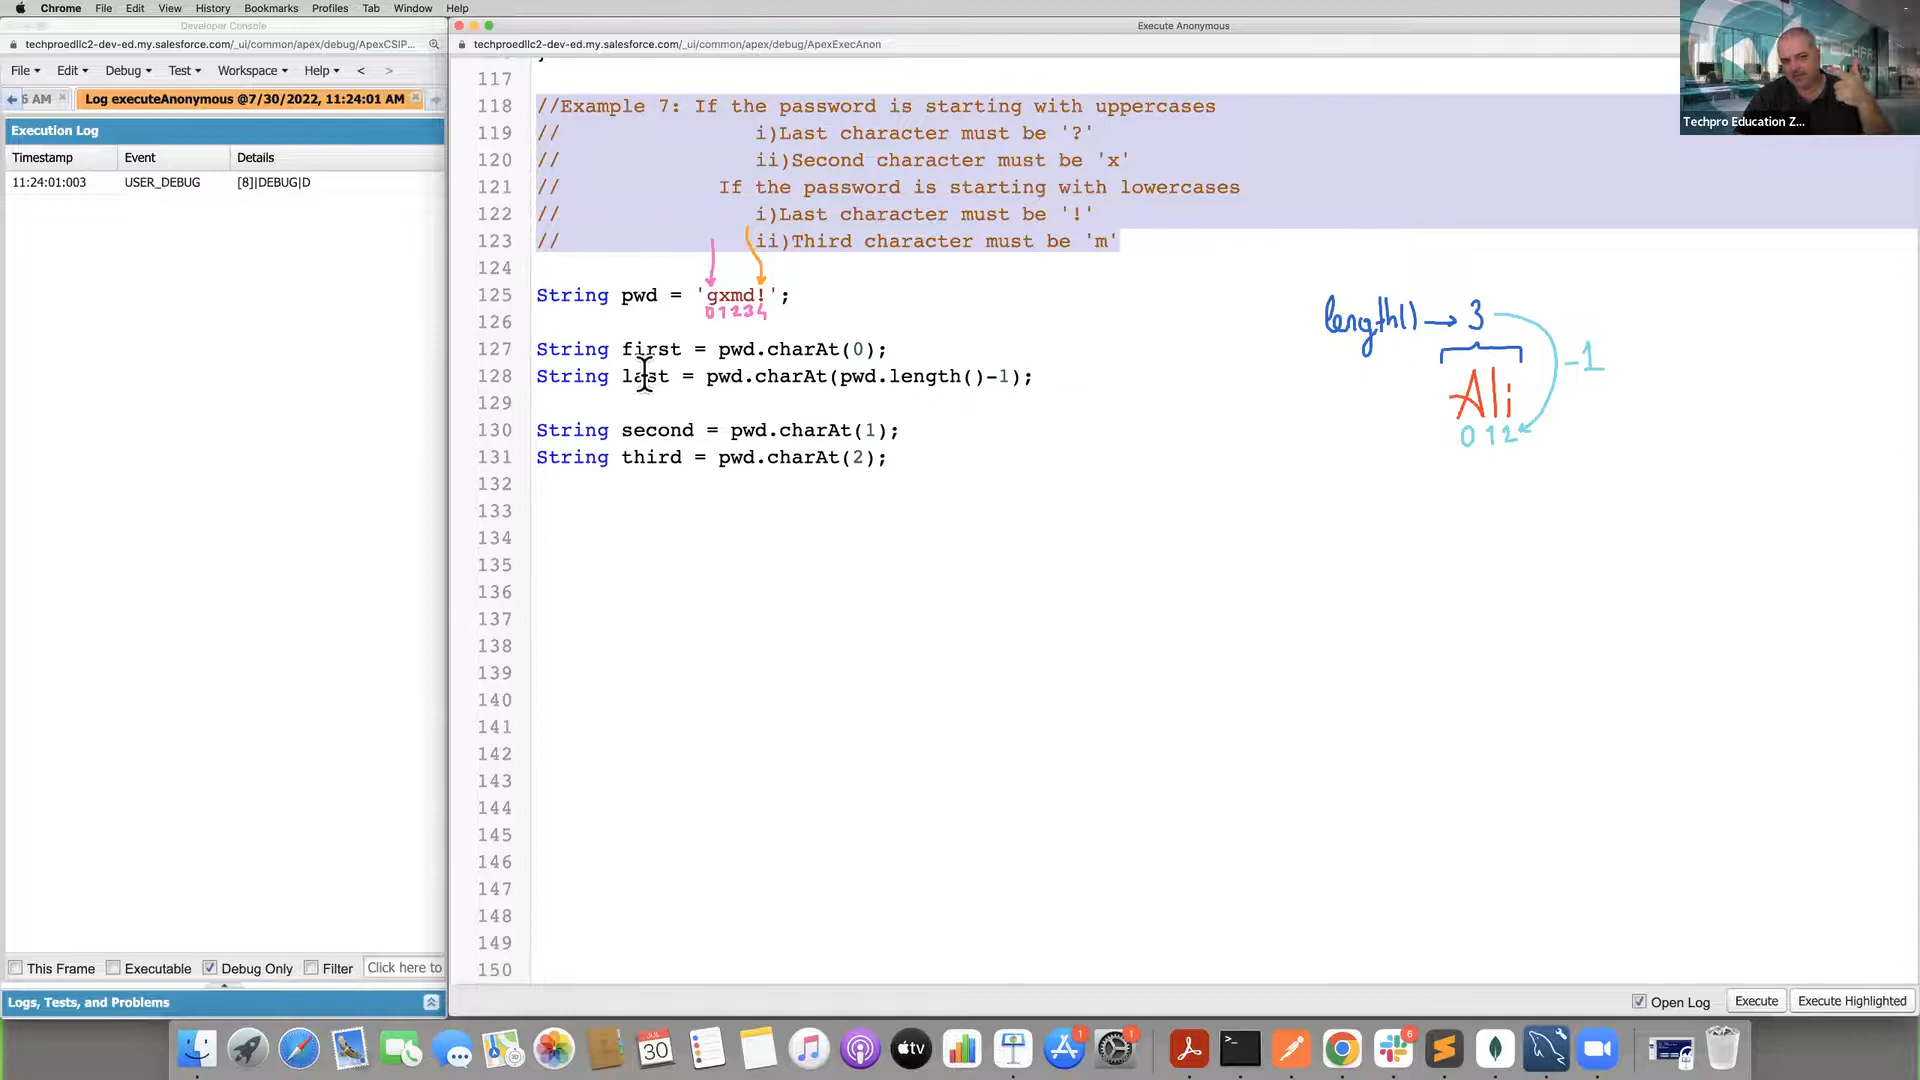 Chrome File Edit View History Bookmarks Profiles Tab Window Help
Developer Console
techproedllc2-dev-ed.my.salesforce.com/_ui/common/apex/debug/ApexCSIP...
File Edit Debug Test Workspace Help < >
5 AM
Log executeAnonymous @7/30/2022, 11:24:01 AM
Execution Log
Timestamp Event Details
11:24:01:003 USER_DEBUG [8]|DEBUG|D
This Frame Executable Debug Only Filter Click here to
Logs, Tests, and Problems
Execute Anonymous
techproedllc2-dev-ed.my.salesforce.com/_ui/common/apex/debug/ApexExecAnon
117
118 //Example 7: If the password is starting with uppercases
119 // i)Last character must be '?'
120 // ii)Second character must be 'x'
121 // If the password is starting with lowercases
122 // i)Last character must be '!'
123 // ii)Third character must be 'm'
124
125 String pwd = 'gxmd!';
01234
126
127 String first = pwd.charAt(0);
128 String last = pwd.charAt(pwd.length()-1);
129
130 String second = pwd.charAt(1);
131 String third = pwd.charAt(2);
132
133
134
135
136
137
138
139
140
141
142
143
144
145
146
147
148
149
150
length() → 3
-1
Ali
0 1 2
Techpro Education Z...
Open Log Execute Execute Highlighted
JUL
30
tv
1
1
6